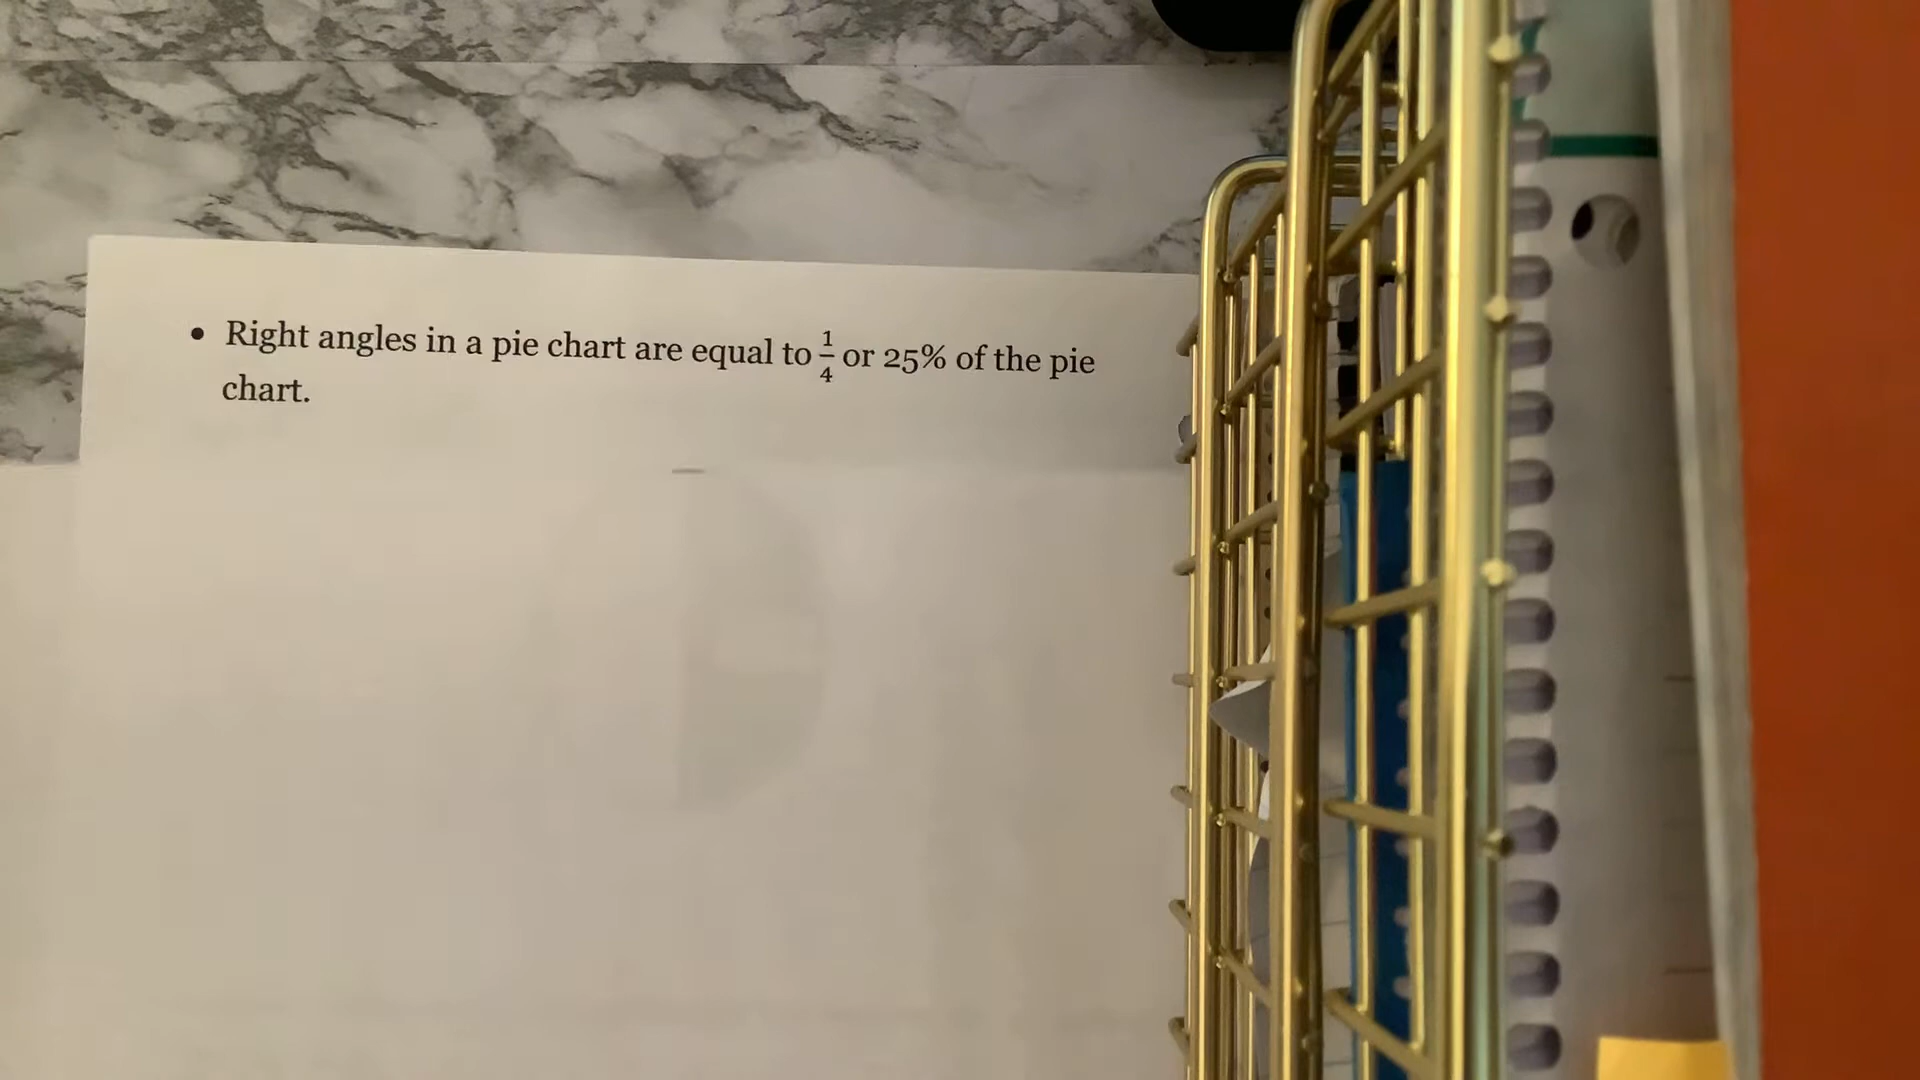 • Right angles in a pie chart are equal to 1/4 or 25% of the pie
chart.